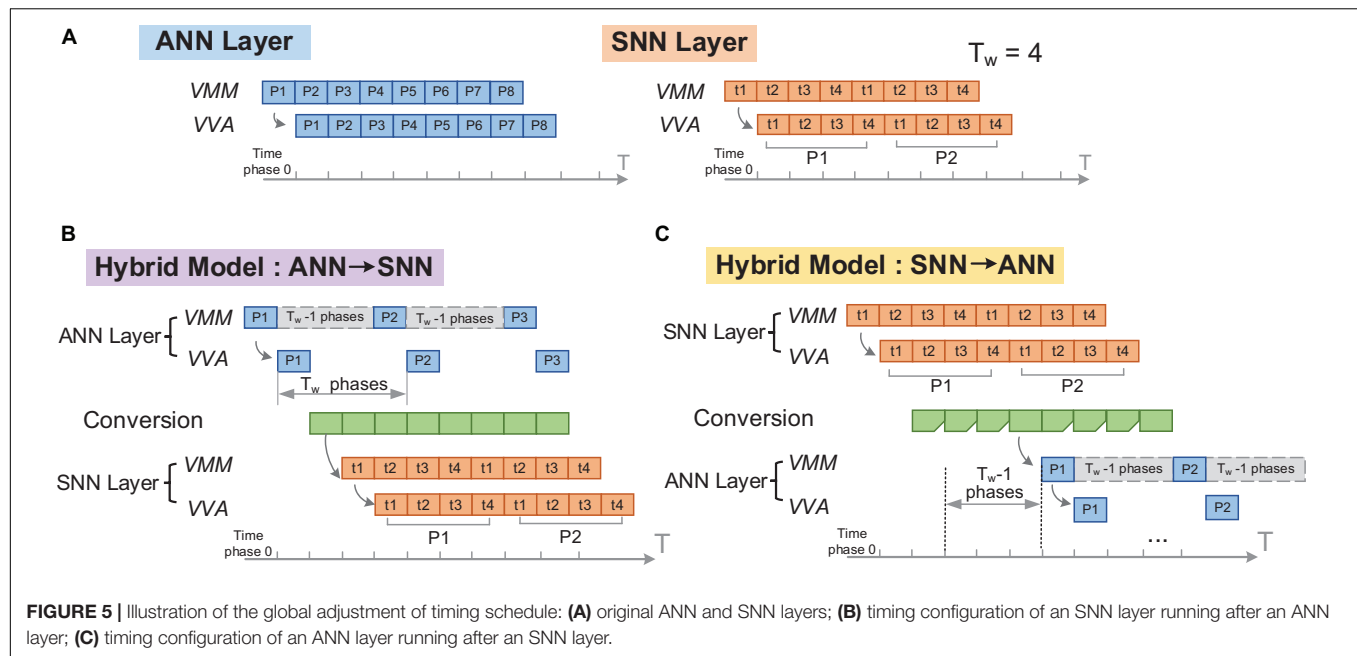 A
ANN Layer
SNN Layer
T_w = 4
VMM P1 P2 P3 P4 P5 P6 P7 P8
VVA P1 P2 P3 P4 P5 P6 P7 P8
Time phase 0
T
VMM t1 t2 t3 t4 t1 t2 t3 t4
VVA t1 t2 t3 t4 t1 t2 t3 t4
P1 P2
Time phase 0
T
B
Hybrid Model : ANN→SNN
ANN Layer
VMM P1 T_w -1 phases P2 T_w -1 phases P3
VVA P1 P2 P3
T_w phases
Conversion
SNN Layer
VMM t1 t2 t3 t4 t1 t2 t3 t4
VVA t1 t2 t3 t4 t1 t2 t3 t4
P1 P2
Time phase 0
T
C
Hybrid Model : SNN→ANN
SNN Layer
VMM t1 t2 t3 t4 t1 t2 t3 t4
VVA t1 t2 t3 t4 t1 t2 t3 t4
P1 P2
Conversion
ANN Layer
VMM P1 T_w -1 phases P2 T_w -1 phases
T_w-1
phases
VVA P1 P2
...
Time phase 0
T
FIGURE 5 | Illustration of the global adjustment of timing schedule: (A) original ANN and SNN layers; (B) timing configuration of an SNN layer running after an ANN
layer; (C) timing configuration of an ANN layer running after an SNN layer.